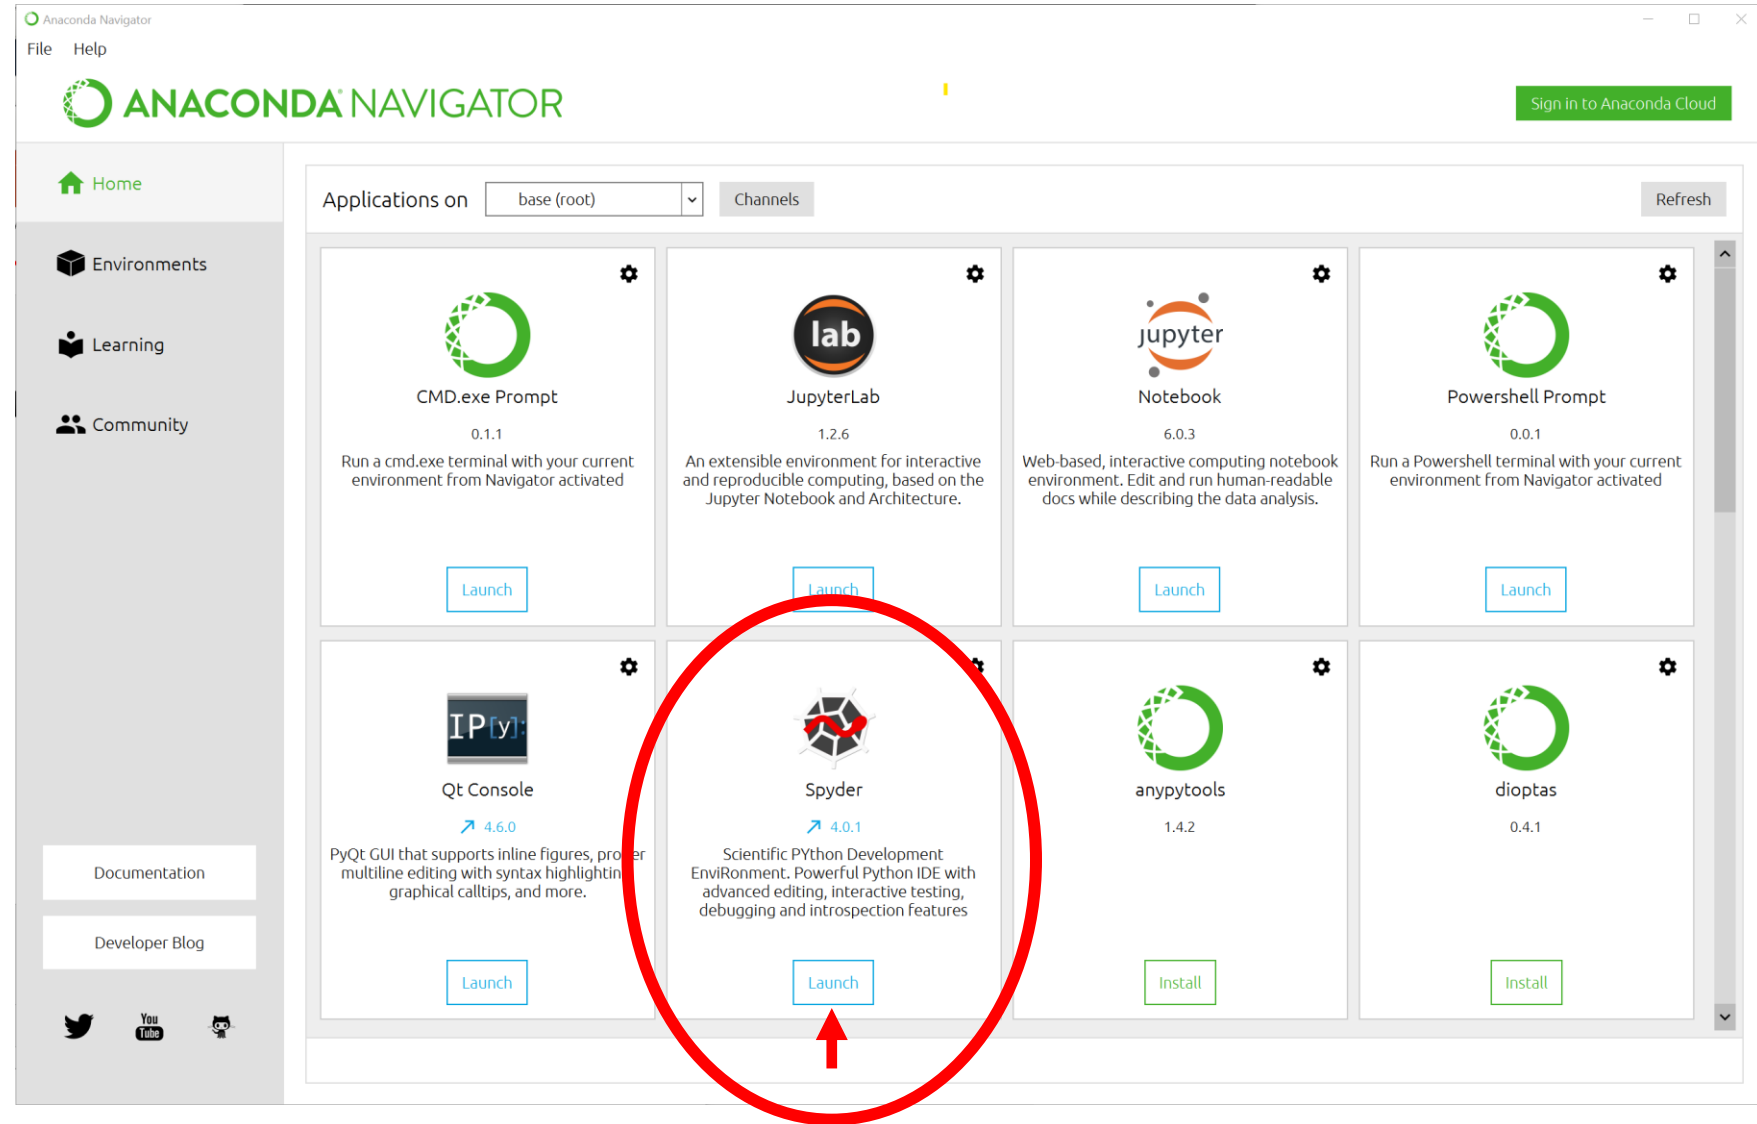 Anaconda Navigator
File Help
ANACONDA NAVIGATOR
Sign in to Anaconda Cloud
Home
Environments
Learning
Community
Documentation
Developer Blog
You
Tube
Applications on base (root) Channels Refresh
CMD.exe Prompt
0.1.1
Run a cmd.exe terminal with your current
environment from Navigator activated
Launch
lab
JupyterLab
1.2.6
An extensible environment for interactive
and reproducible computing, based on the
Jupyter Notebook and Architecture.
Launch
jupyter
Notebook
6.0.3
Web-based, interactive computing notebook
environment. Edit and run human-readable
docs while describing the data analysis.
Launch
Powershell Prompt
0.0.1
Run a Powershell terminal with your current
environment from Navigator activated
Launch
IP[y]:
Qt Console
4.6.0
PyQt GUI that supports inline figures, proper
multiline editing with syntax highlighting,
graphical calltips, and more.
Launch
Spyder
4.0.1
Scientific PYthon Development
EnviRonment. Powerful Python IDE with
advanced editing, interactive testing,
debugging and introspection features
Launch
anypytools
1.4.2
Install
dioptas
0.4.1
Install